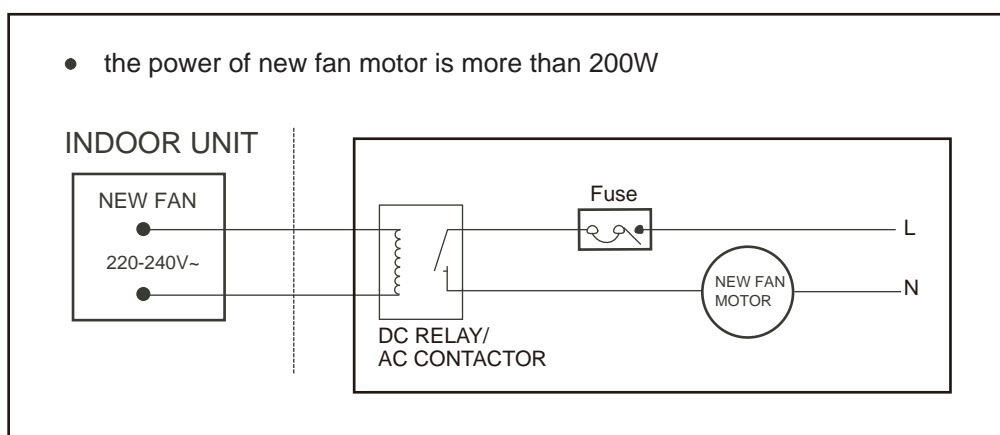 ● the power of new fan motor is more than 200W
INDOOR UNIT
NEW FAN
220-240V~
Fuse
L
NEW FAN
MOTOR
N
DC RELAY/
AC CONTACTOR